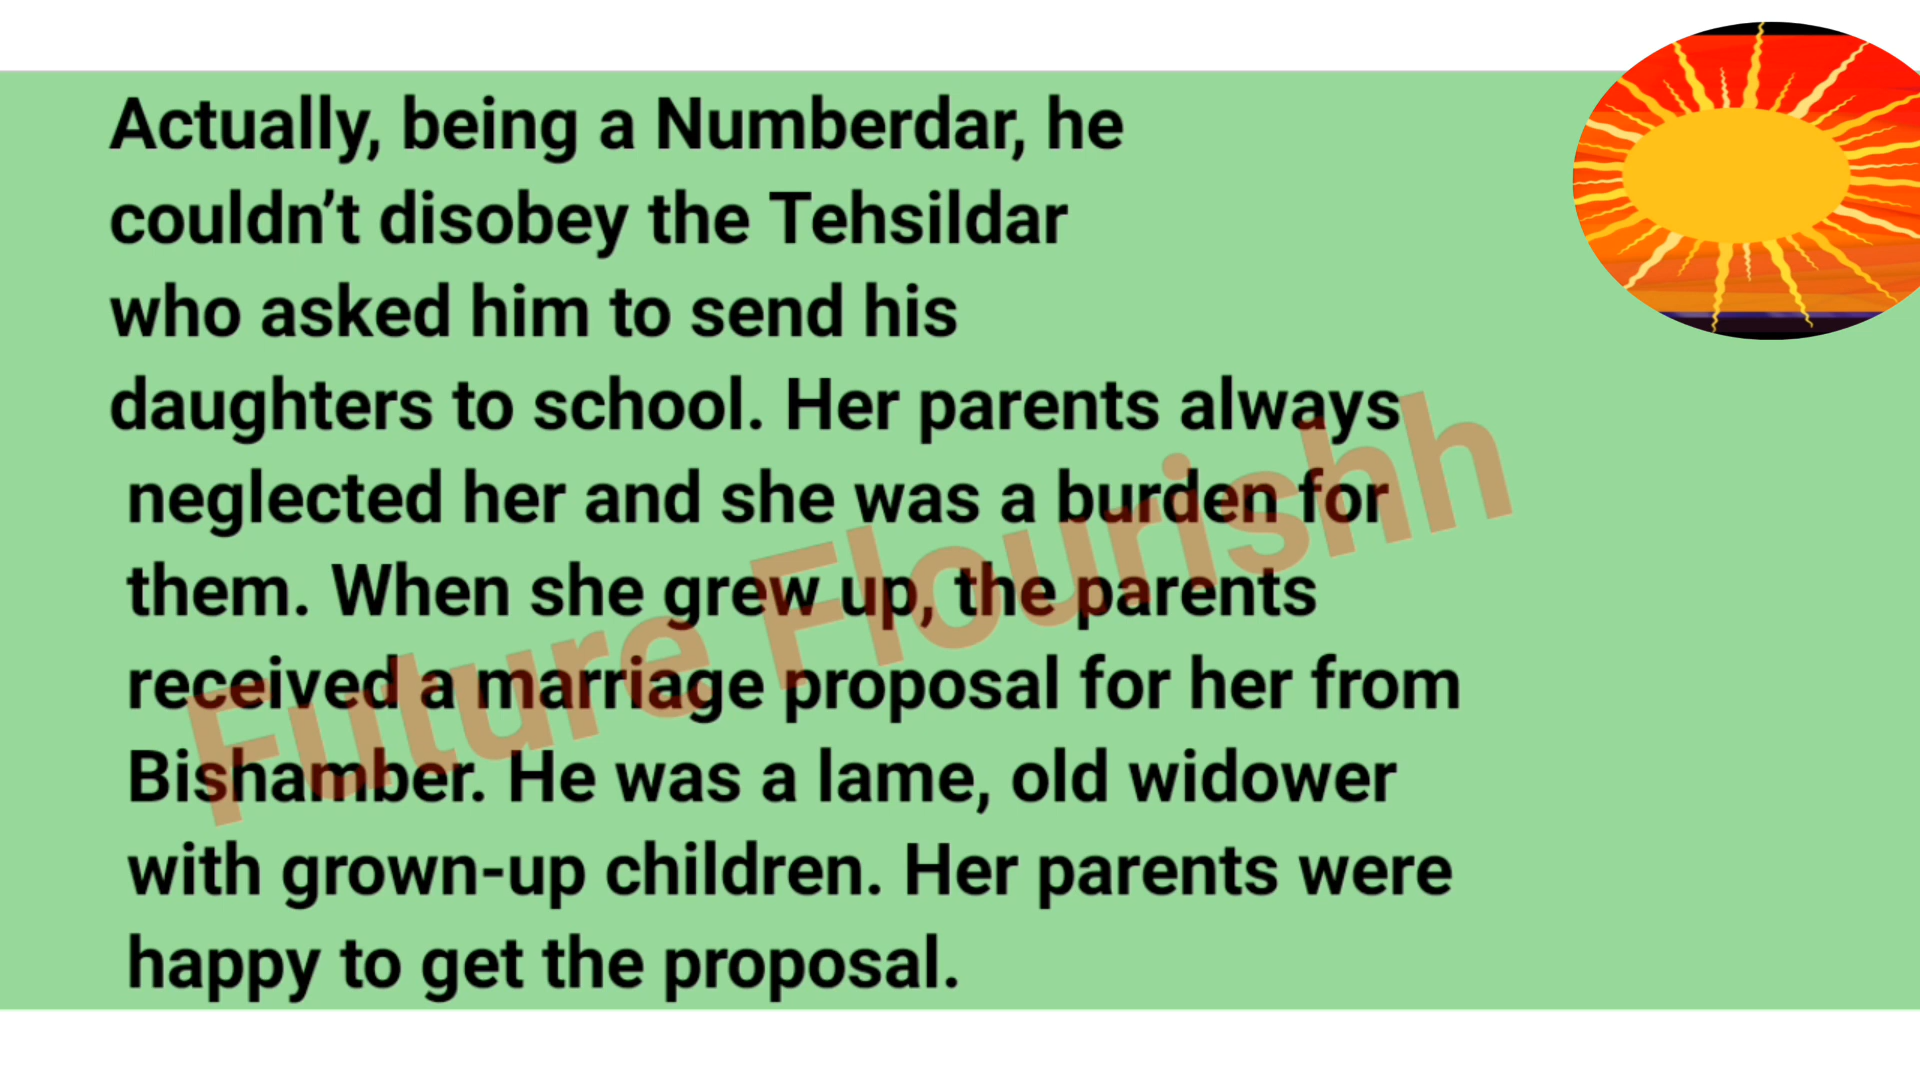 Actually, being a Numberdar, he
couldn’t disobey the Tehsildar
who asked him to send his
daughters to school. Her parents always
neglected her and she was a burden for
them. When she grew up, the parents
received a marriage proposal for her from
Bishamber. He was a lame, old widower
with grown-up children. Her parents were
happy to get the proposal.
Future Flourishh